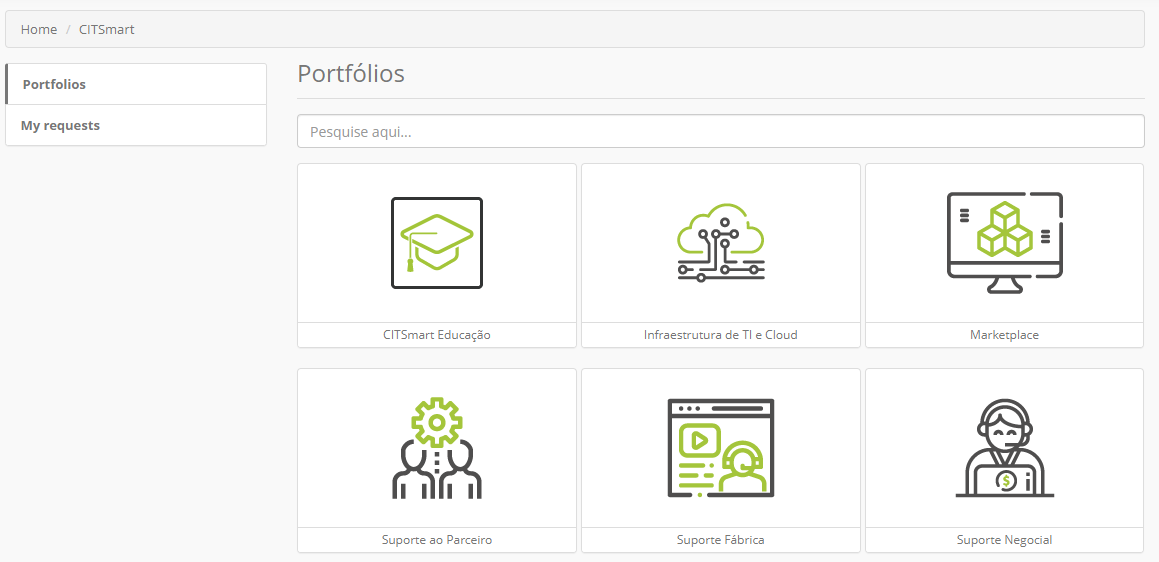 Home / CITSmart
Portfolios
My requests
Portfólios
Pesquise aqui...
CITSmart Educação
Infraestrutura de TI e Cloud
Marketplace
Suporte ao Parceiro
Suporte Fábrica
Suporte Negocial